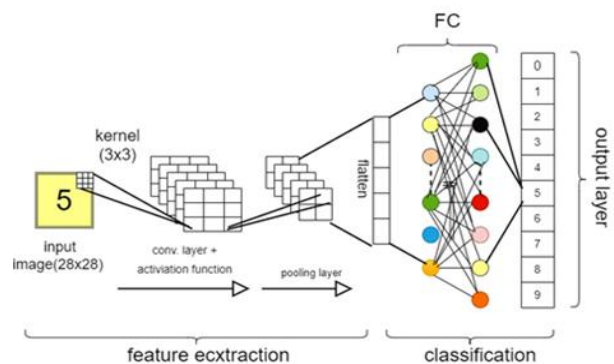 FC
kernel
(3x3)
5
input
image(28x28)
conv. layer +
activiation function
pooling layer
flatten
0
1
2
3
4
5
6
7
8
9
output layer
feature ecxtraction
classification